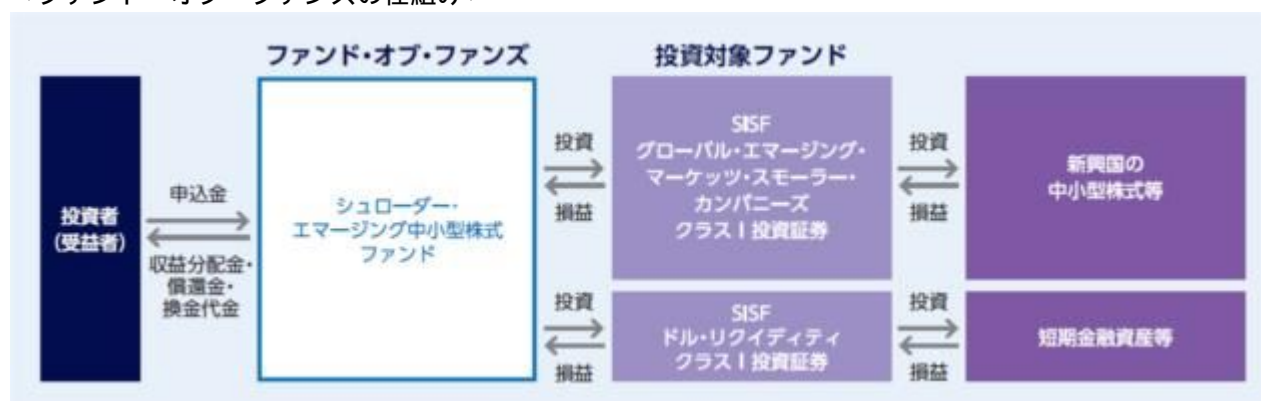 ファンド・オブ・ファンズ
投資対象ファンド
投資者
(受益者)
申込金
収益分配金・
償還金・
換金代金
シュローダー・
エマージング中小型株式
ファンド
投資
損益
SISF
グローバル・エマージング・
マーケッツ・スモーラー・
カンパニーズ
クラスI投資証券
投資
損益
新興国の
中小型株式等
投資
損益
SISF
ドル・リクイディティ
クラスI投資証券
投資
損益
短期金融資産等